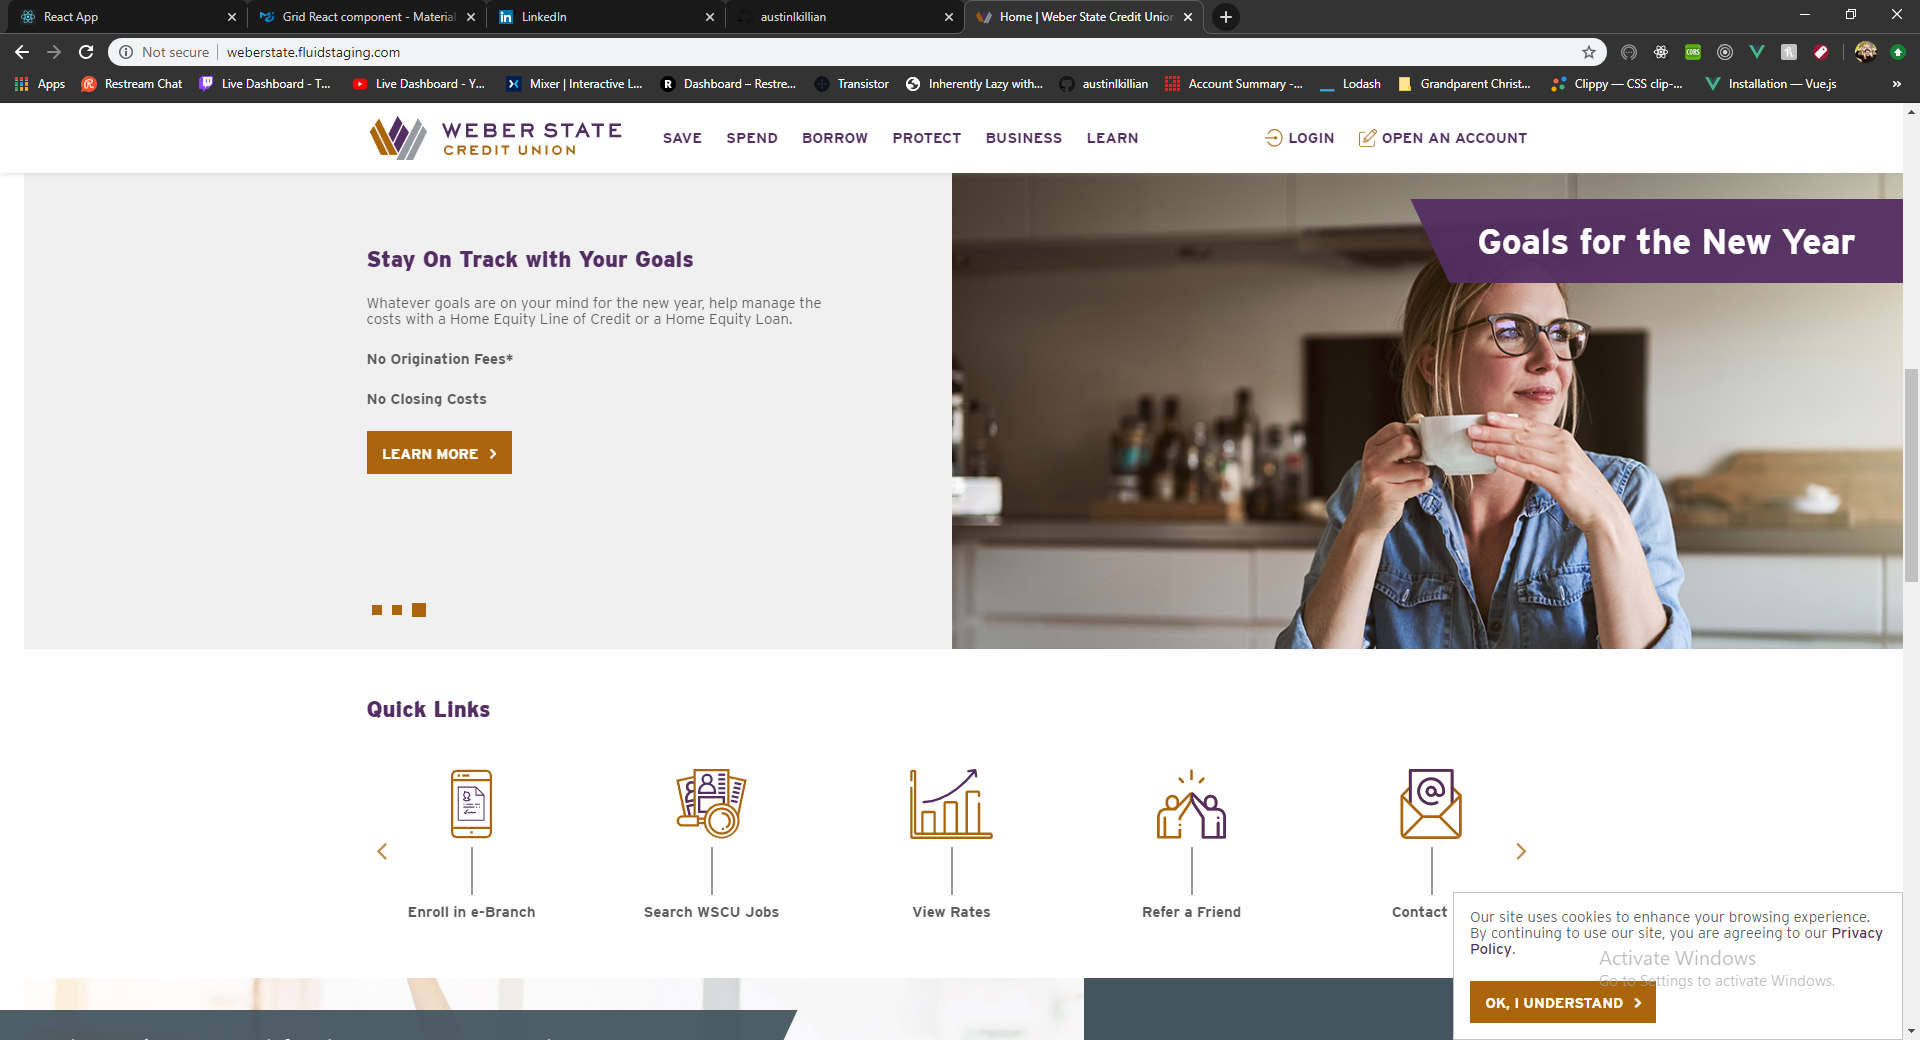 React App
Grid React component - Material
LinkedIn
austinlkillian
Home | Weber State Credit Union
Not secure
weberstate.fluidstaging.com
Apps
Restream Chat
Live Dashboard - T...
Live Dashboard - Y...
Mixer | Interactive L...
Dashboard – Restre...
Transistor
Inherently Lazy with...
austinlkillian
Account Summary -...
Lodash
Grandparent Christ...
Clippy — CSS clip-...
Installation — Vue.js
»
WEBER STATE
CREDIT UNION
SAVE
SPEND
BORROW
PROTECT
BUSINESS
LEARN
LOGIN
OPEN AN ACCOUNT
Goals for the New Year
Stay On Track with Your Goals
Whatever goals are on your mind for the new year, help manage the
costs with a Home Equity Line of Credit or a Home Equity Loan.
No Origination Fees*
No Closing Costs
LEARN MORE
Quick Links
Enroll in e-Branch
Search WSCU Jobs
View Rates
Refer a Friend
Contact
Our site uses cookies to enhance your browsing experience.
By continuing to use our site, you are agreeing to our Privacy
Policy.
Activate Windows
Go to Settings to activate Windows.
OK, I UNDERSTAND